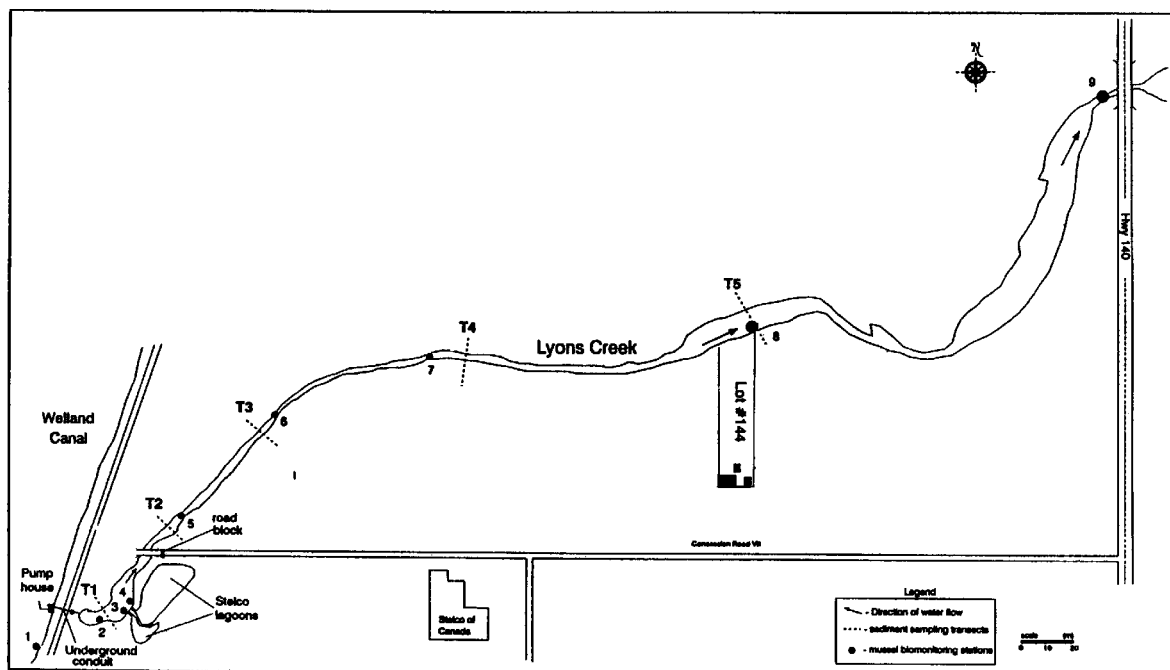 N
9
Hwy 140
T5
8
T4
Lyons Creek
7
Lot #144
T3
6
Welland
Canal
T2
5
road
block
Concession Road VII
Pump
house
T1
4
3
2
1
Stelco
lagoons
Underground
conduit
Stelco of
Canada
Legend
- Direction of water flow
- sediment sampling transects
- mussel biomonitoring stations
scale
0
20